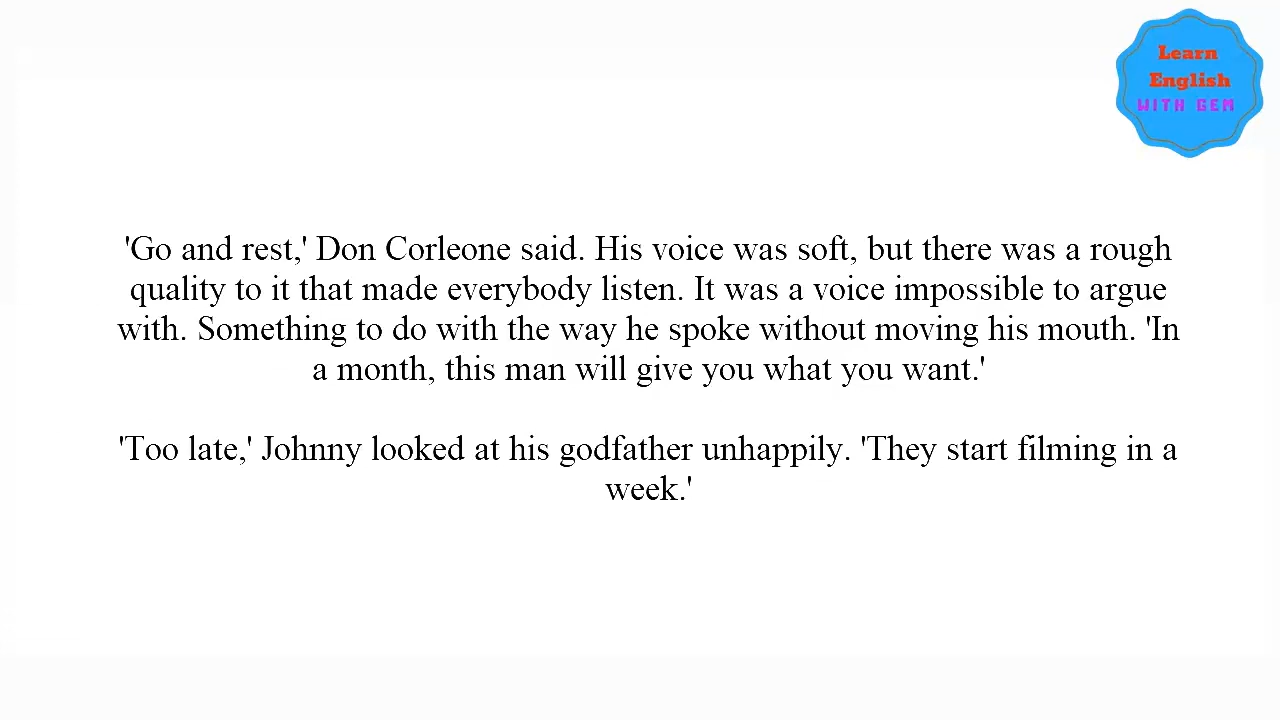 Learn
English
WITH GEM
'Go and rest,' Don Corleone said. His voice was soft, but there was a rough
quality to it that made everybody listen. It was a voice impossible to argue
with. Something to do with the way he spoke without moving his mouth. 'In
a month, this man will give you what you want.'
'Too late,' Johnny looked at his godfather unhappily. 'They start filming in a
week.'